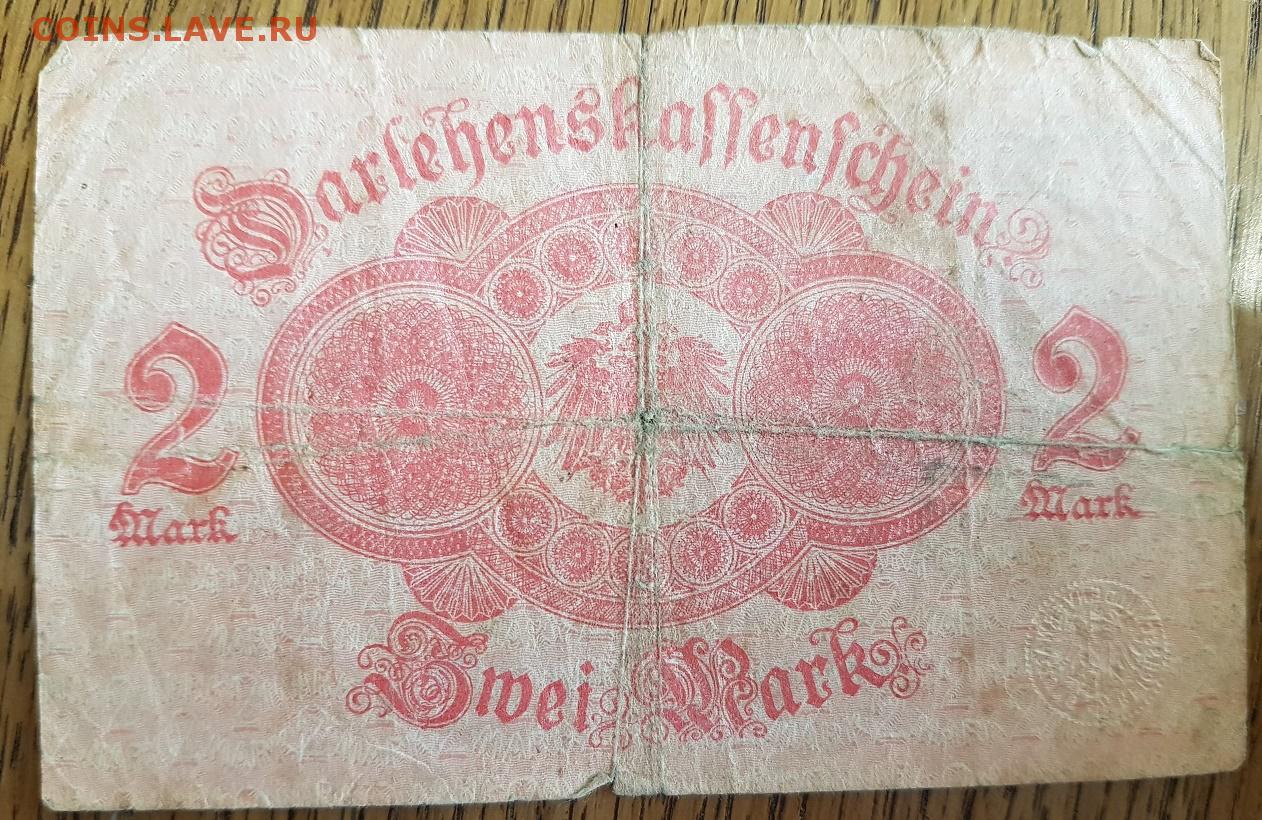 COINS.LAVE.RU
Darlehenskassenschein
2
Mark
2
Mark
Zwei Mark